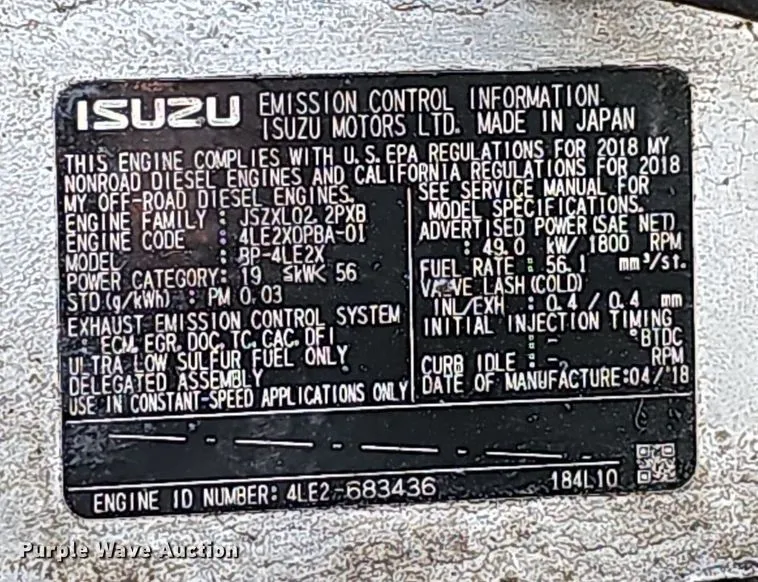 ISUZU EMISSION CONTROL INFORMATION
ISUZU MOTORS LTD. MADE IN JAPAN
THIS ENGINE COMPLIES WITH U.S.EPA REGULATIONS FOR 2018 MY
NONROAD DIESEL ENGINES AND CALIFORNIA REGULATIONS FOR 2018
MY OFF-ROAD DIESEL ENGINES.
ENGINE FAMILY : JSZXL02.2PXB
ENGINE CODE : 4LE2XDPBA-01
MODEL : BP-4LE2X
POWER CATEGORY: 19 ≤kW< 56
STD(g/kWh) : PM 0.03
EXHAUST EMISSION CONTROL SYSTEM
: ECM, EGR, DOC, TC, CAC, DFI
ULTRA LOW SULFUR FUEL ONLY
DELEGATED ASSEMBLY
USE IN CONSTANT-SPEED APPLICATIONS ONLY
SEE SERVICE MANUAL FOR
MODEL SPECIFICATIONS.
ADVERTISED POWER(SAE NET)
: 49.0 kW/ 1800 RPM
FUEL RATE : 56.1 mm³/st.
VALVE LASH(COLD)
INL/EXH : 0.4 / 0.4 mm
INITIAL INJECTION TIMING
: - °BTDC
CURB IDLE : - RPM
DATE OF MANUFACTURE:04/'18
ENGINE ID NUMBER: 4LE2-683436
184L10
Purple Wave Auction